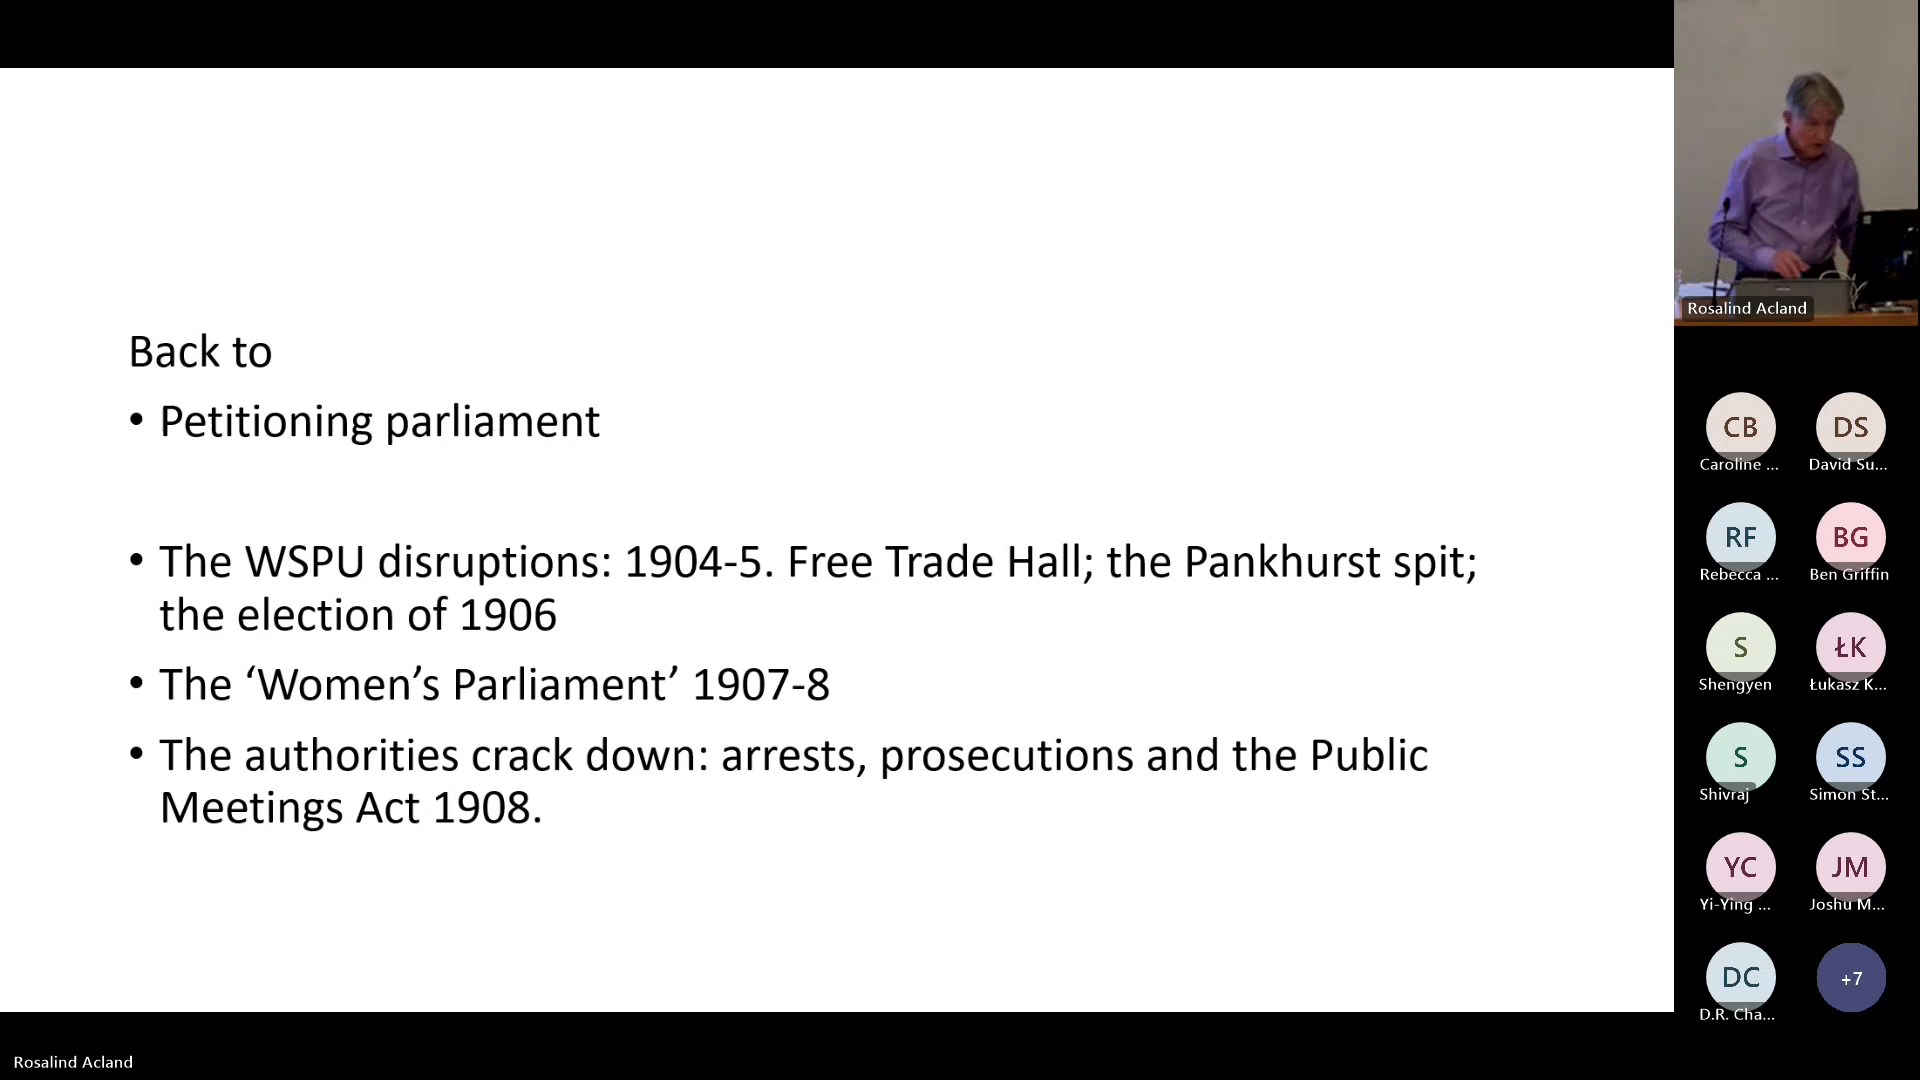 Back to
• Petitioning parliament
• The WSPU disruptions: 1904-5. Free Trade Hall; the Pankhurst spit;
the election of 1906
• The ‘Women’s Parliament’ 1907-8
• The authorities crack down: arrests, prosecutions and the Public
Meetings Act 1908.
Rosalind Acland
CB DS
Caroline ... David Su...
RF BG
Rebecca ... Ben Griffin
S ŁK
Shengyen Łukasz K...
S SS
Shivraj Simon St...
YC JM
Yi-Ying ... Joshu M...
DC +7
D.R. Cha...
Rosalind Acland